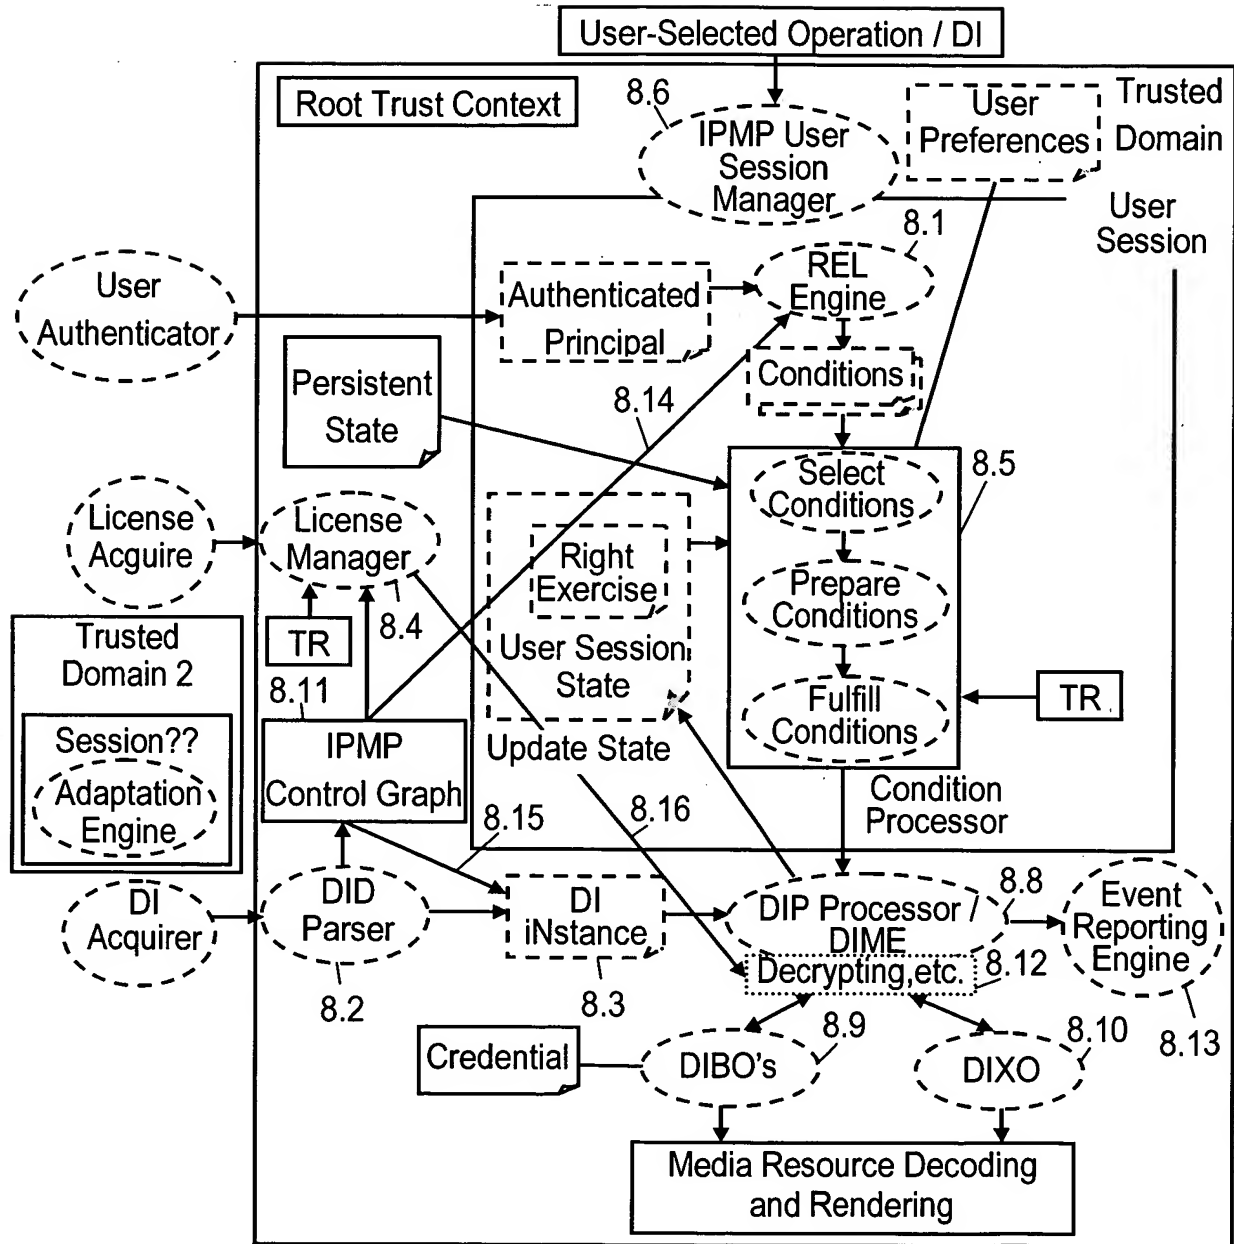 User-Selected Operation / DI
Root Trust Context
8.6
IPMP User
Session
Manager
User
Preferences
Trusted
Domain
User
Session
8.1
REL
Engine
User
Authenticator
Authenticated
Principal
Persistent
State
8.14
Conditions
8.5
Select
Conditions
License
Acguire
License
Manager
8.4
Right
Exercise
User Session
State
Prepare
Conditions
Fulfill
Conditions
TR
TR
8.11
Trusted
Domain 2
Session??
Adaptation
Engine
IPMP
Control Graph
Update State
8.15
8.16
Condition
Processor
DI
Acquirer
DID
Parser
8.2
DI
iNstance
8.3
DIP Processor /
DIME
8.8
Decrypting,etc.
8.12
Event
Reporting
Engine
8.13
8.9
8.10
Credential
DIBO's
DIXO
Media Resource Decoding
and Rendering